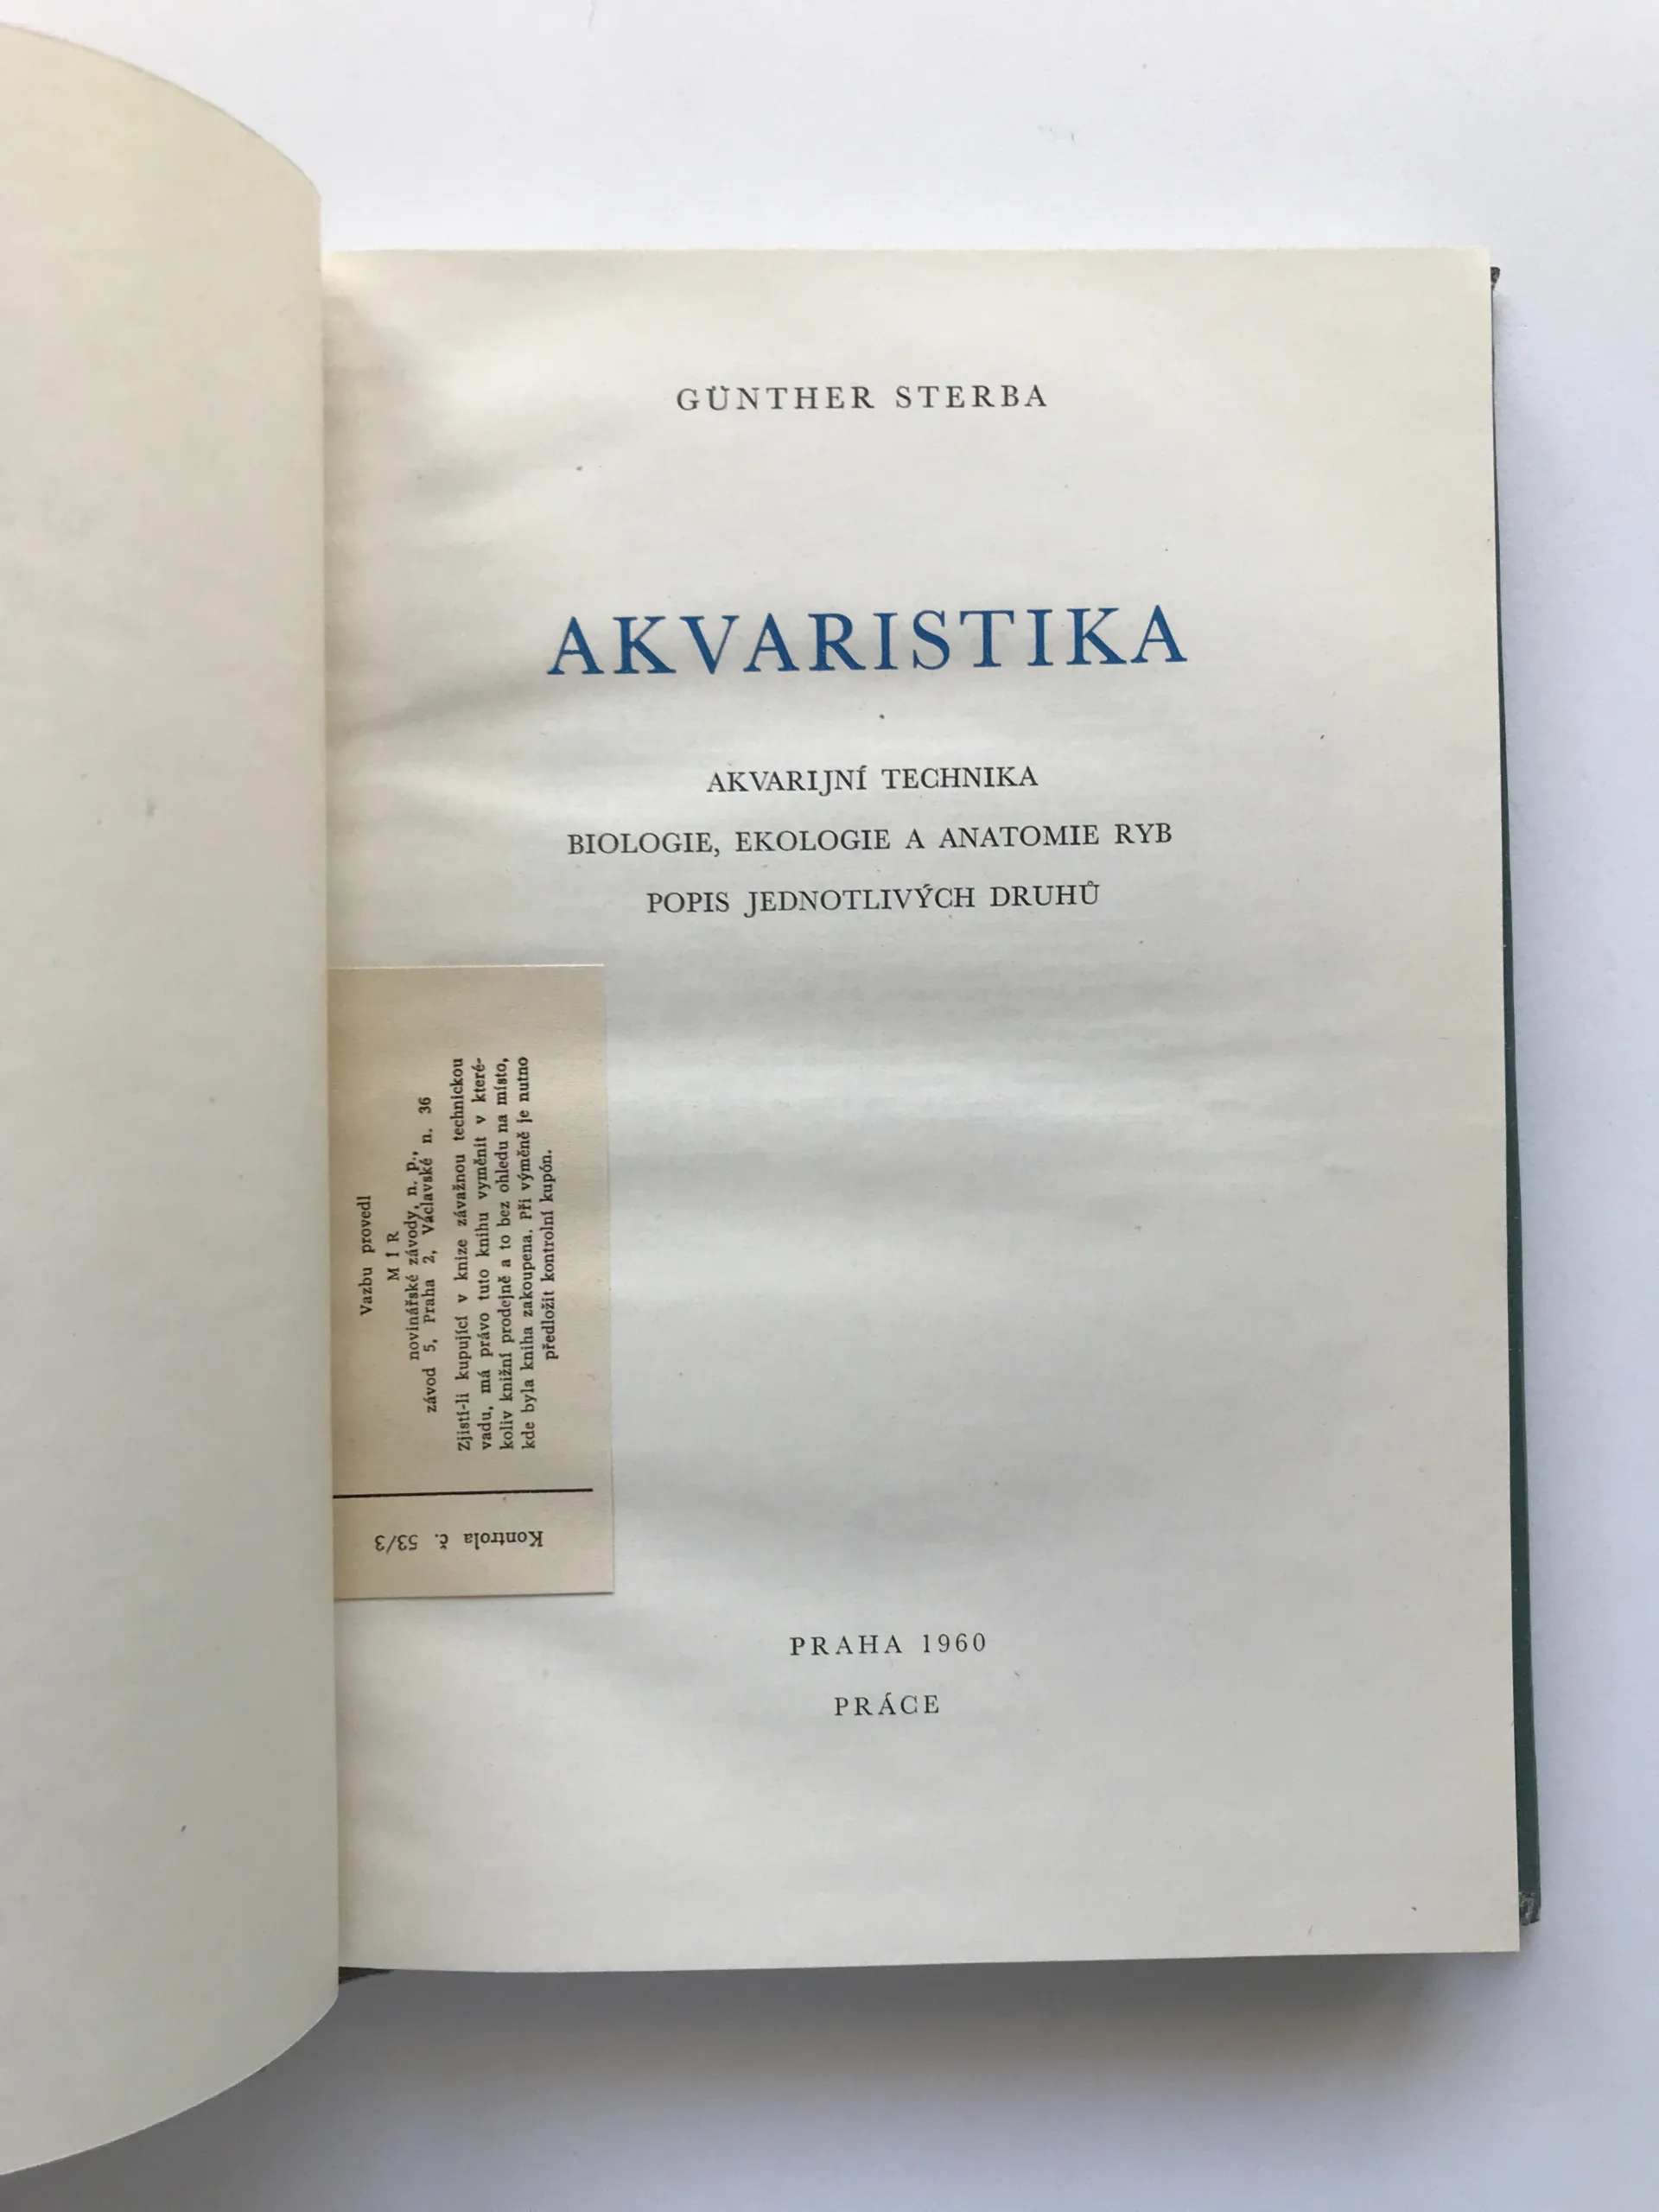 GÜNTHER STERBA
AKVARISTIKA
AKVARIJNÍ TECHNIKA
BIOLOGIE, EKOLOGIE A ANATOMIE RYB
POPIS JEDNOTLIVÝCH DRUHŮ
Vazbu provedl
MÍR
novinářské závody, n. p.,
závod 5, Praha 2, Václavské n. 36
Zjistí-li kupující v knize závažnou technickou
vadu, má právo tuto knihu vyměnit v které-
koliv knižní prodejně a to bez ohledu na místo,
kde byla kniha zakoupena. Při výměně je nutno
předložit kontrolní kupón.
Kontrola č. 53/3
PRAHA 1960
PRÁCE